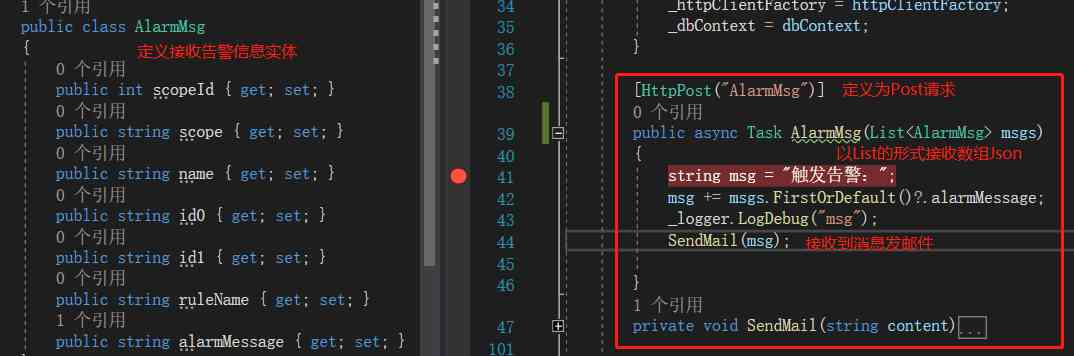 1 个引用
public class AlarmMsg
{
定义接收告警信息实体
0 个引用
public int scopeId { get; set; }
0 个引用
public string scope { get; set; }
0 个引用
public string name { get; set; }
0 个引用
public string id0 { get; set; }
0 个引用
public string id1 { get; set; }
0 个引用
public string ruleName { get; set; }
1 个引用
public string alarmMessage { get; set; }
34 _httpClientFactory = httpClientFactory;
35 _dbContext = dbContext;
36 }
37
38 [HttpPost("AlarmMsg")] 定义为Post请求
0 个引用
39 public async Task AlarmMsg(List<AlarmMsg> msgs)
40 { 以List的形式接收数组Json
41 string msg = "触发告警：";
42 msg += msgs.FirstOrDefault()?.alarmMessage;
43 _logger.LogDebug("msg");
44 SendMail(msg); 接收到消息发邮件
45
46 }
1 个引用
47 private void SendMail(string content)...
101